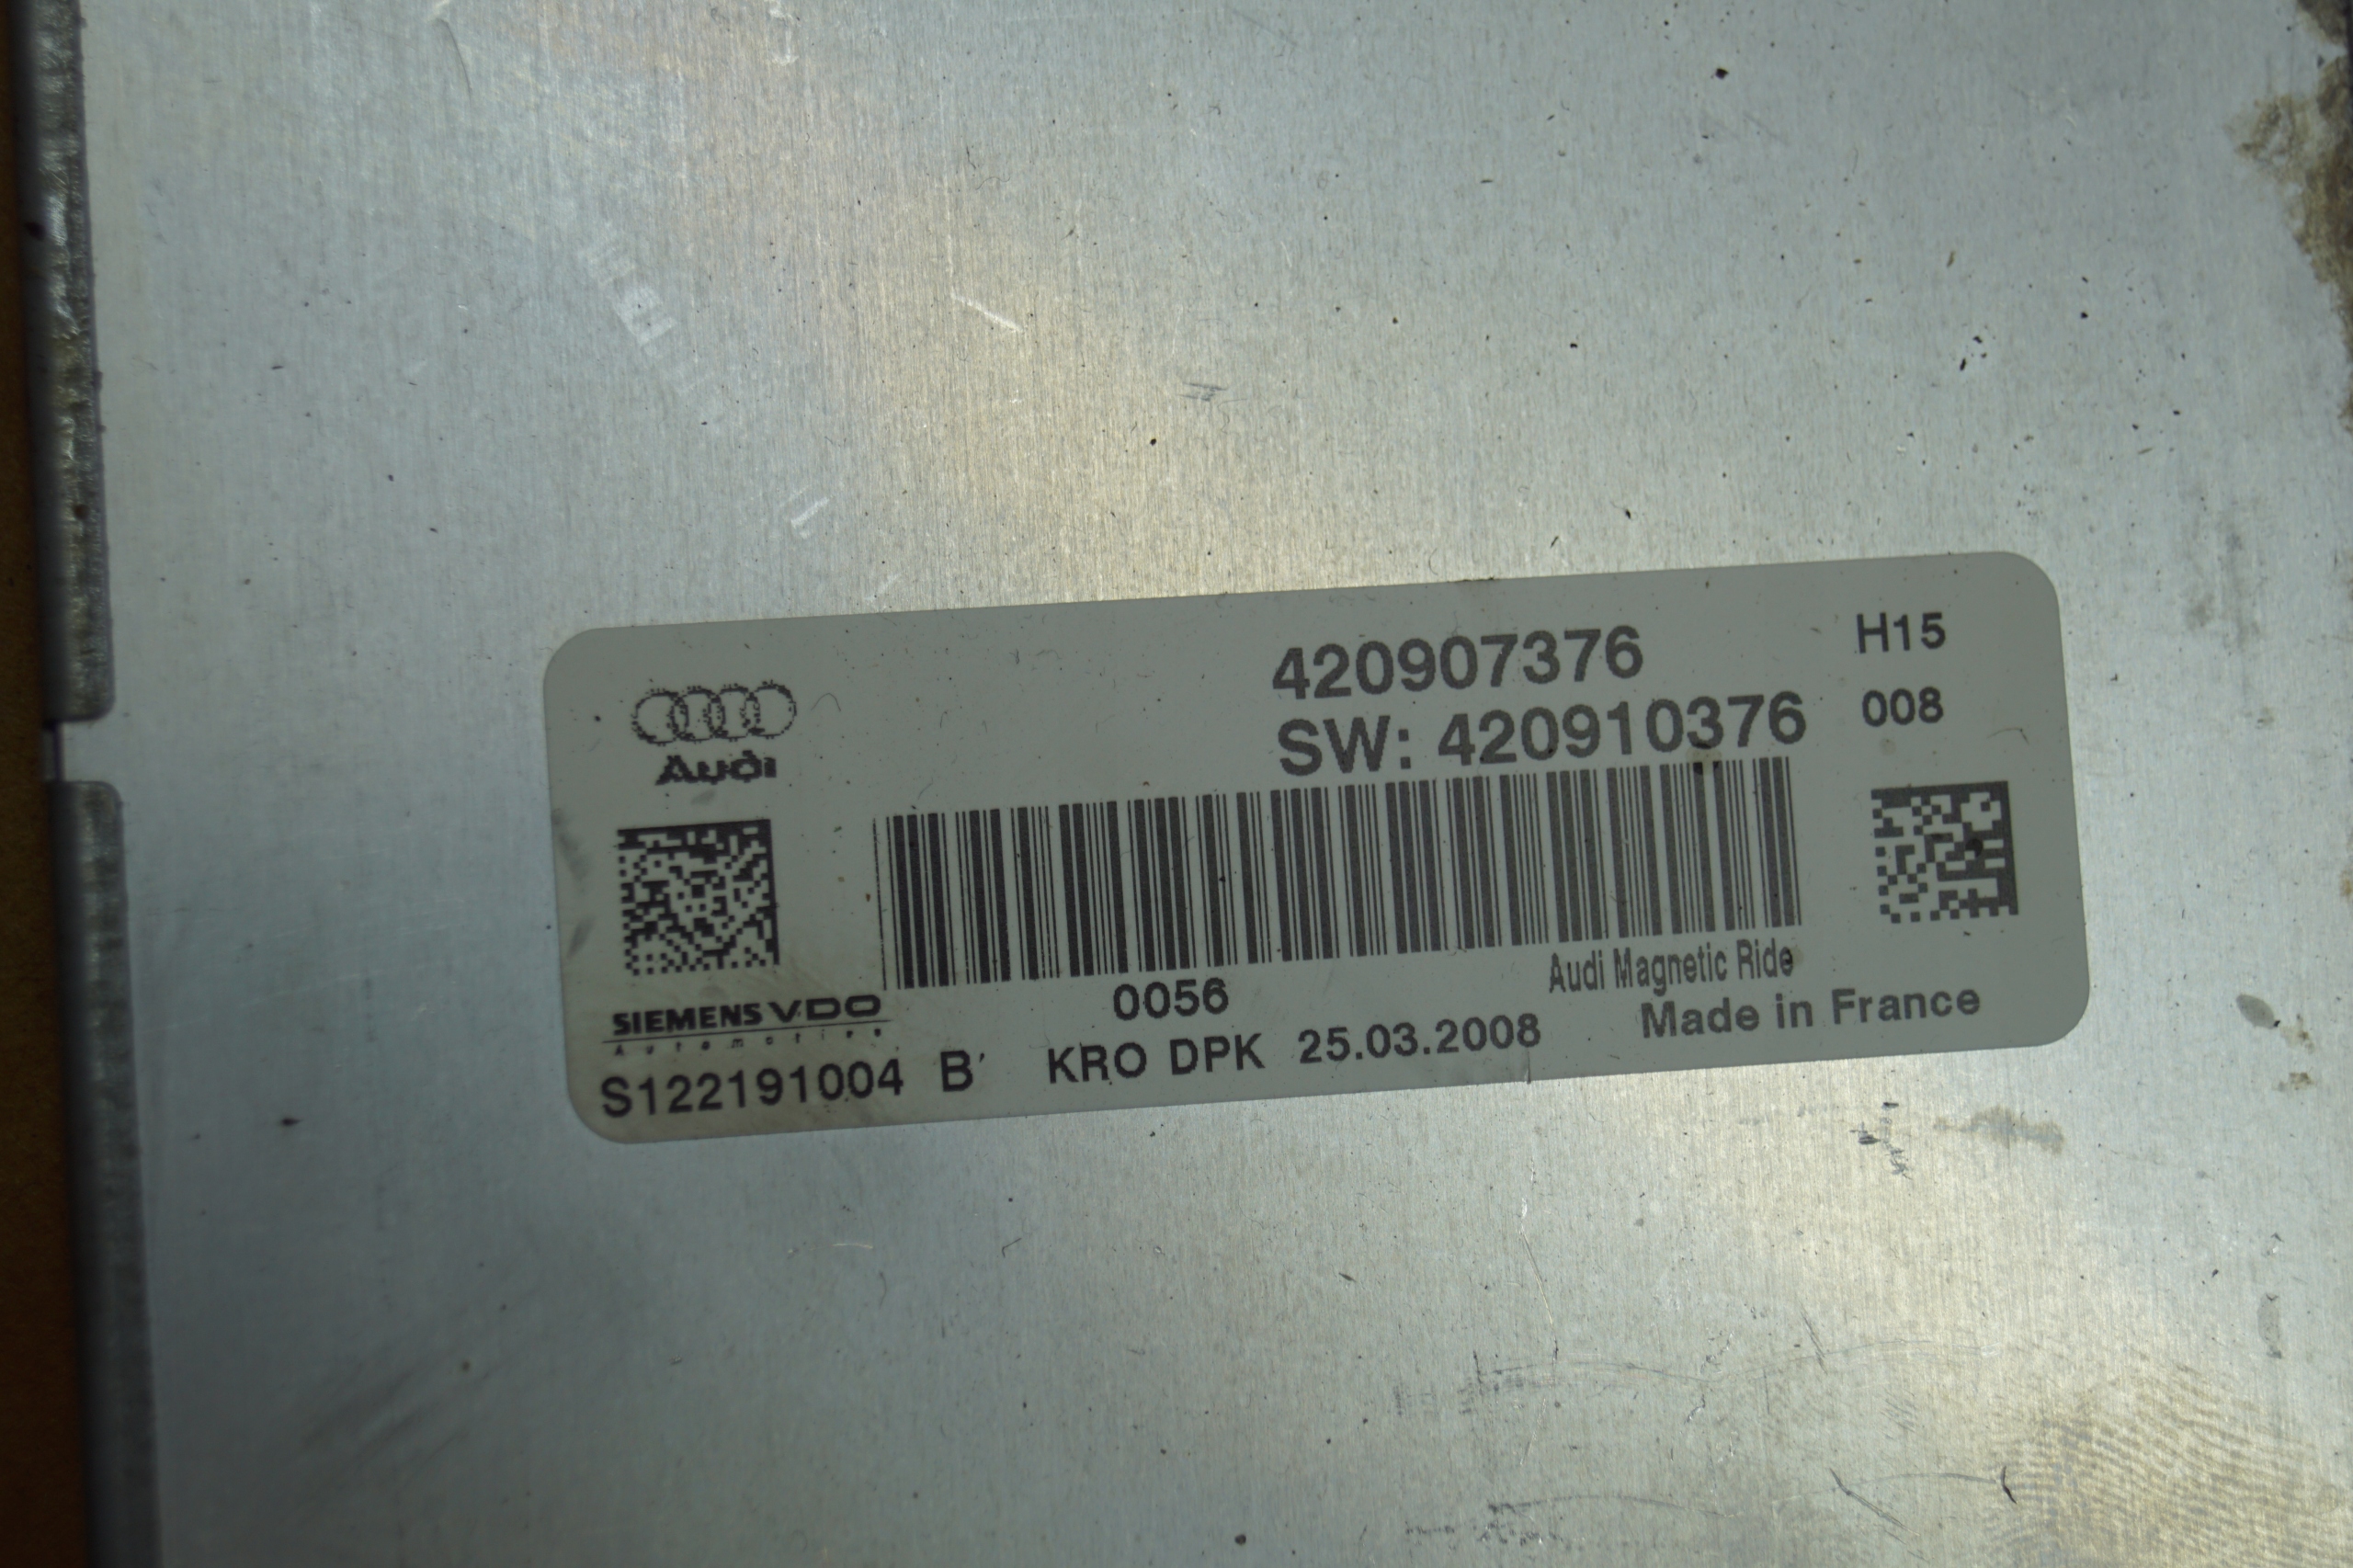 420907376
H15
SW: 420910376
008
Audi
Audi Magnetic Ride
SIEMENS VDO
Automotive
0056
Made in France
S122191004 B' KRO DPK 25.03.2008